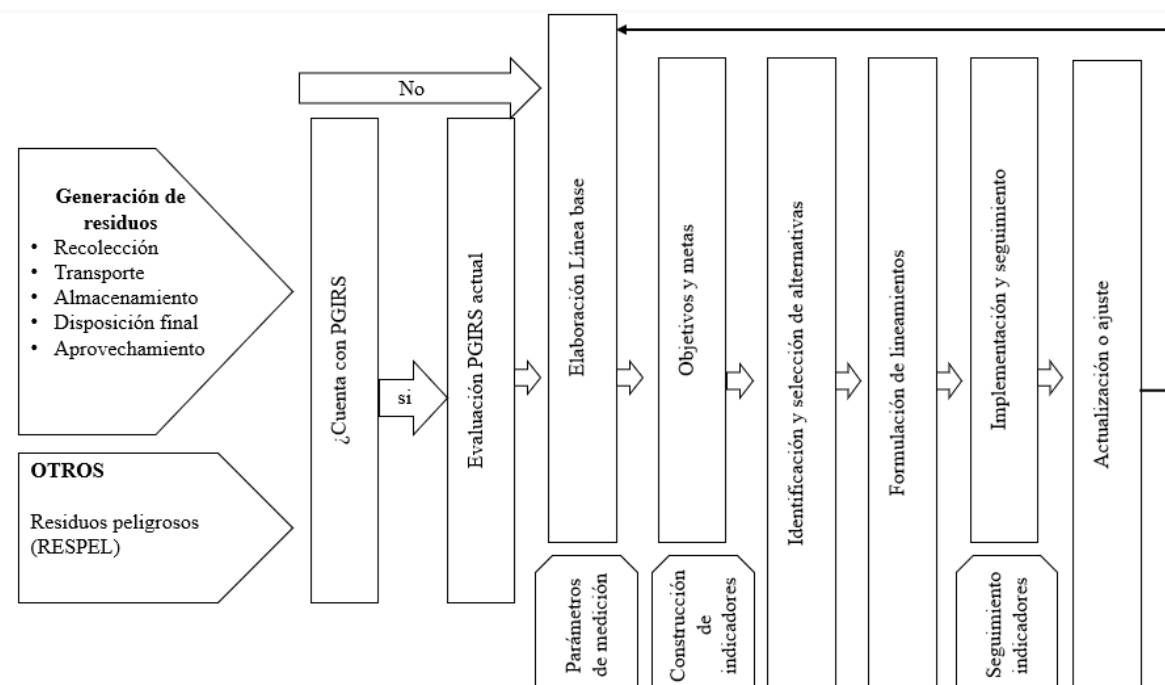 No
Generación de
residuos
• Recolección
• Transporte
• Almacenamiento
• Disposición final
• Aprovechamiento
OTROS
Residuos peligrosos
(RESPEL)
¿Cuenta con PGIRS
si
Evaluación PGIRS actual
Elaboración Línea base
Parámetros
de medición
Objetivos y metas
Construcción
de
indicadores
Identificación y selección de alternativas
Formulación de lineamientos
Implementación y seguimiento
Seguimiento
indicadores
Actualización o ajuste